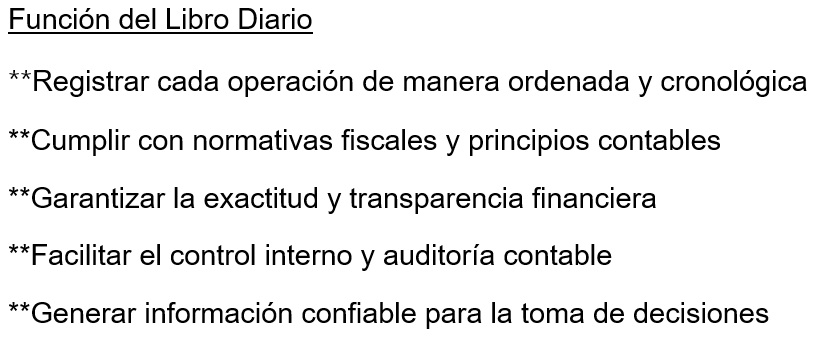 Función del Libro Diario
**Registrar cada operación de manera ordenada y cronológica
**Cumplir con normativas fiscales y principios contables
**Garantizar la exactitud y transparencia financiera
**Facilitar el control interno y auditoría contable
**Generar información confiable para la toma de decisiones